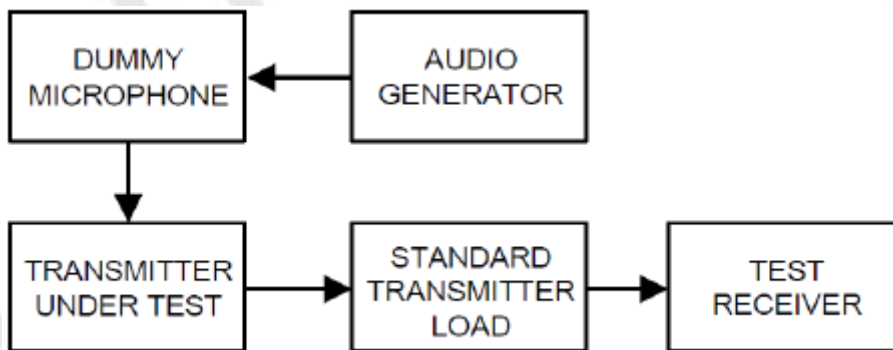 DUMMY
MICROPHONE
AUDIO
GENERATOR
TRANSMITTER
UNDER TEST
STANDARD
TRANSMITTER
LOAD
TEST
RECEIVER